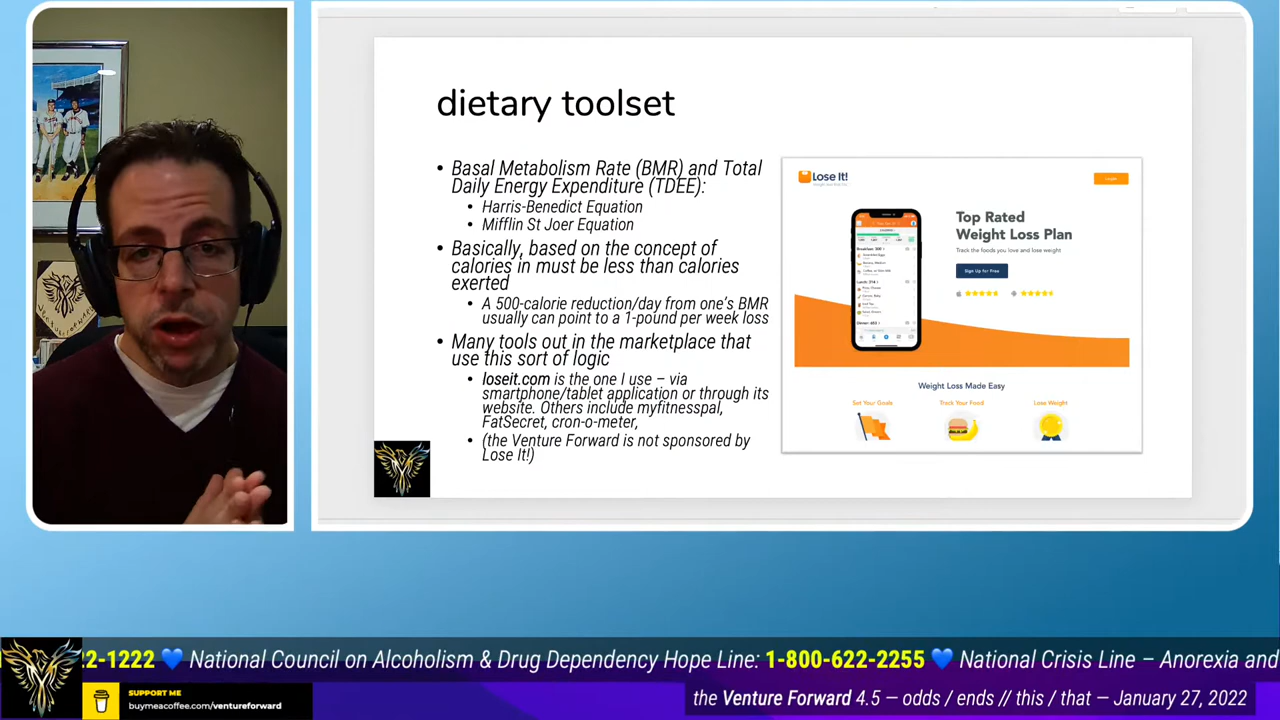 dietary toolset
• Basal Metabolism Rate (BMR) and Total
Daily Energy Expenditure (TDEE):
• Harris-Benedict Equation
• Mifflin St Joer Equation
• Basically, based on the concept of
calories in must be less than calories
exerted
• A 500-calorie reduction/day from one's BMR
usually can point to a 1-pound per week loss
• Many tools out in the marketplace that
use this sort of logic
• loseit.com is the one I use – via
smartphone/tablet application or through its
website. Others include myfitnesspal,
FatSecret, cron-o-meter,
• (the Venture Forward is not sponsored by
Lose It!)
Lose It!
Login
Top Rated
Weight Loss Plan
Track the foods you love and lose weight
Sign Up for Free
Weight Loss Made Easy
Set Your Goals
Track Your Food
Lose Weight
22-1222 💙 National Council on Alcoholism & Drug Dependency Hope Line: 1-800-622-2255 💙 National Crisis Line – Anorexia and
SUPPORT ME
buymeacoffee.com/ventureforward
the Venture Forward 4.5 — odds / ends // this / that — January 27, 2022